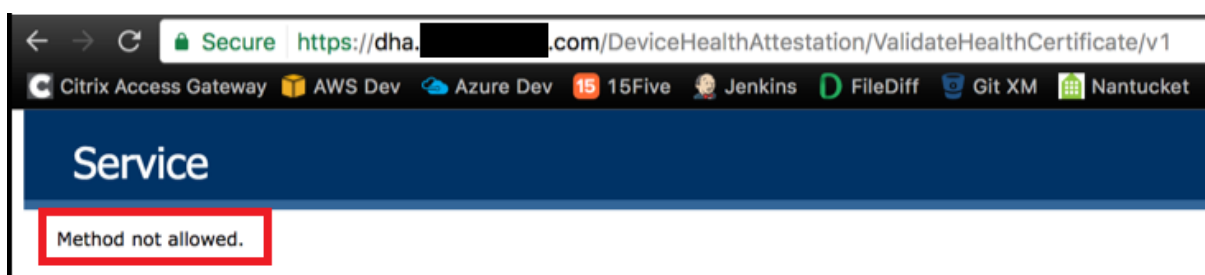 Secure https://dha. .com/DeviceHealthAttestation/ValidateHealthCertificate/v1
Citrix Access Gateway AWS Dev Azure Dev 15 15Five Jenkins FileDiff Git XM Nantucket
Service
Method not allowed.